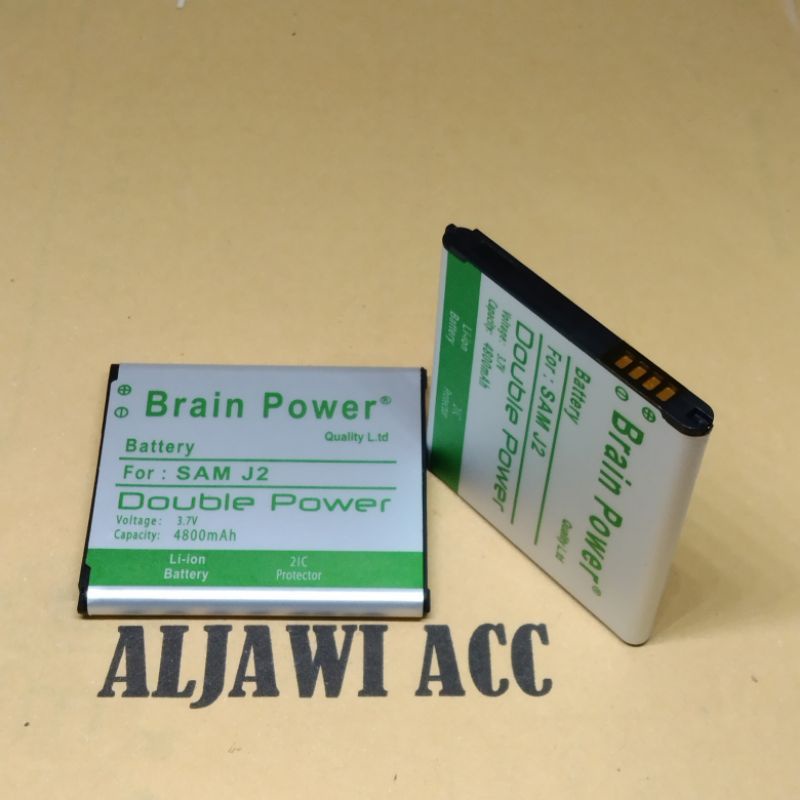 Brain Power®
Quality L.td
Battery
For : SAM J2
Double Power
Voltage: 3.7V
Capacity: 4800mAh
Li-ion
Battery
2IC
Protector
Brain Power®
Quality L.td
Battery
For : SAM J2
Double Power
Voltage: 3.7V
Capacity: 4800mAh
Li-ion
Battery
2IC
Protector
ALJAWI ACC